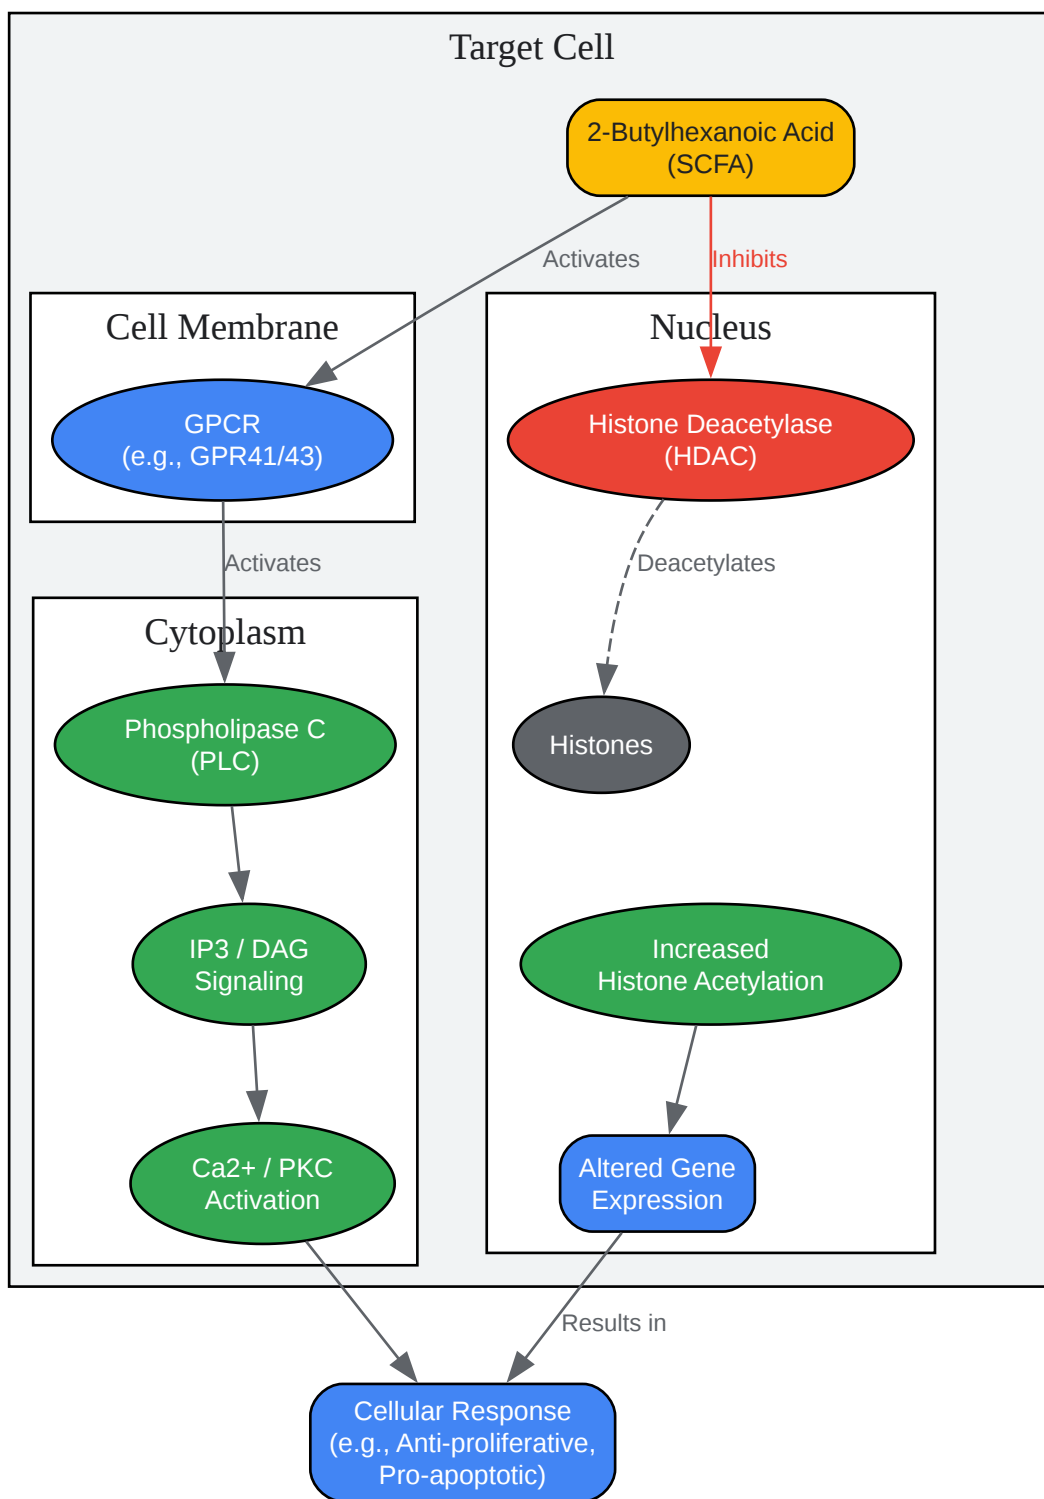 Target Cell
2-Butylhexanoic Acid
(SCFA)
Activates
Inhibits
Cell Membrane
Nucleus
GPCR
(e.g., GPR41/43)
Histone Deacetylase
(HDAC)
Activates
Deacetylates
Cytoplasm
Phospholipase C
(PLC)
Histones
IP3 / DAG
Signaling
Increased
Histone Acetylation
Ca2+ / PKC
Activation
Altered Gene
Expression
Results in
Cellular Response
(e.g., Anti-proliferative,
Pro-apoptotic)